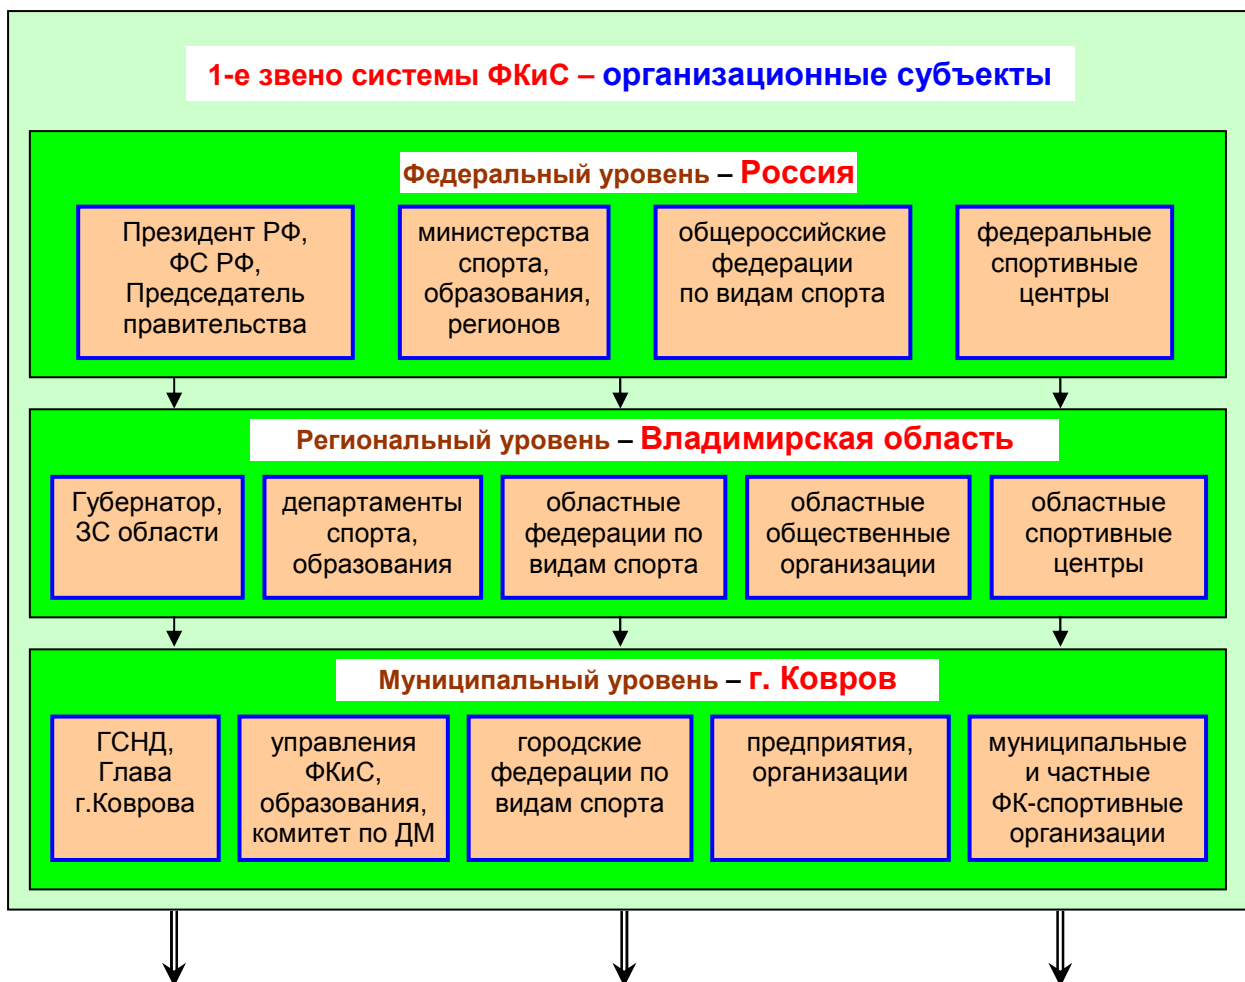 1-е звено системы ФКиС – организационные субъекты
Федеральный уровень – Россия
Президент РФ,
ФС РФ,
Председатель
правительства
министерства
спорта,
образования,
регионов
общероссийские
федерации
по видам спорта
федеральные
спортивные
центры
Региональный уровень – Владимирская область
Губернатор,
ЗС области
департаменты
спорта,
образования
областные
федерации по
видам спорта
областные
общественные
организации
областные
спортивные
центры
Муниципальный уровень – г. Ковров
ГСНД,
Глава
г.Коврова
управления
ФКиС,
образования,
комитет по ДМ
городские
федерации по
видам спорта
предприятия,
организации
муниципальные
и частные
ФК-спортивные
организации